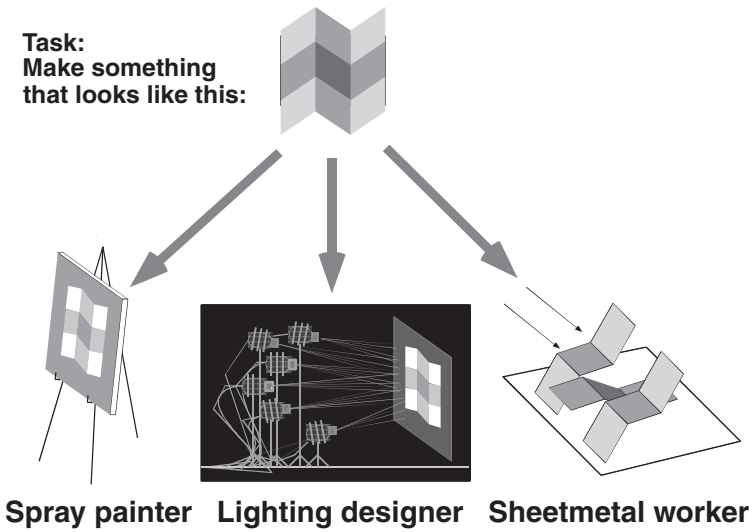 Task:
Make something
that looks like this:
Spray painter
Lighting designer
Sheetmetal worker